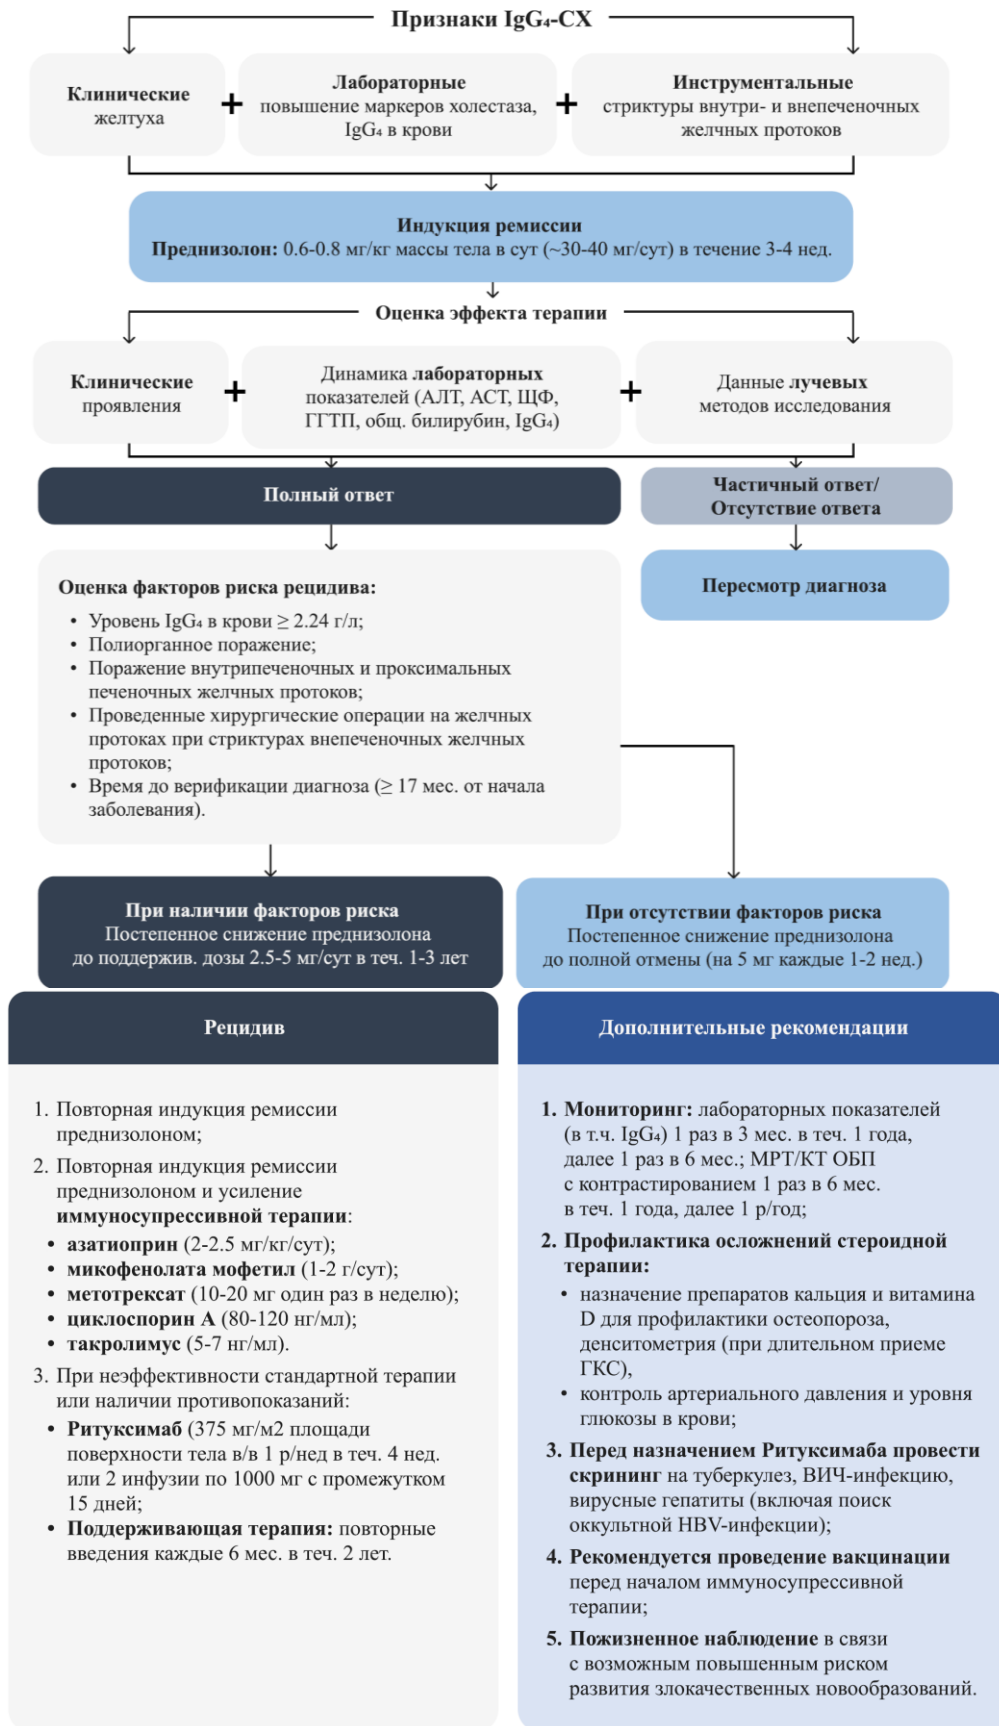 Признаки IgG₄-СХ
Клинические
желтуха
+
Лабораторные
повышение маркеров холестаза,
IgG₄ в крови
+
Инструментальные
стриктуры внутри- и внепеченочных
желчных протоков
Индукция ремиссии
Преднизолон: 0.6-0.8 мг/кг массы тела в сут (~30-40 мг/сут) в течение 3-4 нед.
Оценка эффекта терапии
Клинические
проявления
+
Динамика лабораторных
показателей (АЛТ, АСТ, ЩФ,
ГГТП, общ. билирубин, IgG₄)
+
Данные лучевых
методов исследования
Полный ответ
Частичный ответ/
Отсутствие ответа
Пересмотр диагноза
Оценка факторов риска рецидива:
• Уровень IgG₄ в крови ≥ 2.24 г/л;
• Полиорганное поражение;
• Поражение внутрипеченочных и проксимальных
печеночных желчных протоков;
• Проведенные хирургические операции на желчных
протоках при стриктурах внепеченочных желчных
протоков;
• Время до верификации диагноза (≥ 17 мес. от начала
заболевания).
При наличии факторов риска
Постепенное снижение преднизолона
до поддержив. дозы 2.5-5 мг/сут в теч. 1-3 лет
При отсутствии факторов риска
Постепенное снижение преднизолона
до полной отмены (на 5 мг каждые 1-2 нед.)
Рецидив
1. Повторная индукция ремиссии
преднизолоном;
2. Повторная индукция ремиссии
преднизолоном и усиление
иммуносупрессивной терапии:
• азатиоприн (2-2.5 мг/кг/сут);
• микофенолата мофетил (1-2 г/сут);
• метотрексат (10-20 мг один раз в неделю);
• циклоспорин А (80-120 нг/мл);
• такролимус (5-7 нг/мл).
3. При неэффективности стандартной терапии
или наличии противопоказаний:
• Ритуксимаб (375 мг/м2 площади
поверхности тела в/в 1 р/нед в теч. 4 нед.
или 2 инфузии по 1000 мг с промежутком
15 дней;
• Поддерживающая терапия: повторные
введения каждые 6 мес. в теч. 2 лет.
Дополнительные рекомендации
1. Мониторинг: лабораторных показателей
(в т.ч. IgG₄) 1 раз в 3 мес. в теч. 1 года,
далее 1 раз в 6 мес.; МРТ/КТ ОБП
с контрастированием 1 раз в 6 мес.
в теч. 1 года, далее 1 р/год;
2. Профилактика осложнений стероидной
терапии:
• назначение препаратов кальция и витамина
D для профилактики остеопороза,
денситометрия (при длительном приеме
ГКС),
• контроль артериального давления и уровня
глюкозы в крови;
3. Перед назначением Ритуксимаба провести
скрининг на туберкулез, ВИЧ-инфекцию,
вирусные гепатиты (включая поиск
оккультной HBV-инфекции);
4. Рекомендуется проведение вакцинации
перед началом иммуносупрессивной
терапии;
5. Пожизненное наблюдение в связи
с возможным повышенным риском
развития злокачественных новообразований.